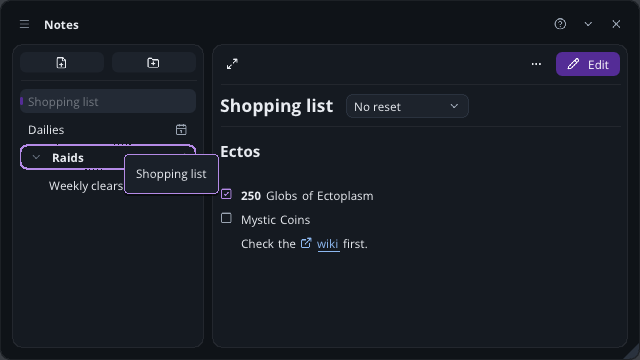 Notes
Edit
Shopping list
Dailies
Raids
Shopping list
Weekly clears
Shopping list
No reset
Ectos
250 Globs of Ectoplasm
Mystic Coins
Check the wiki first.